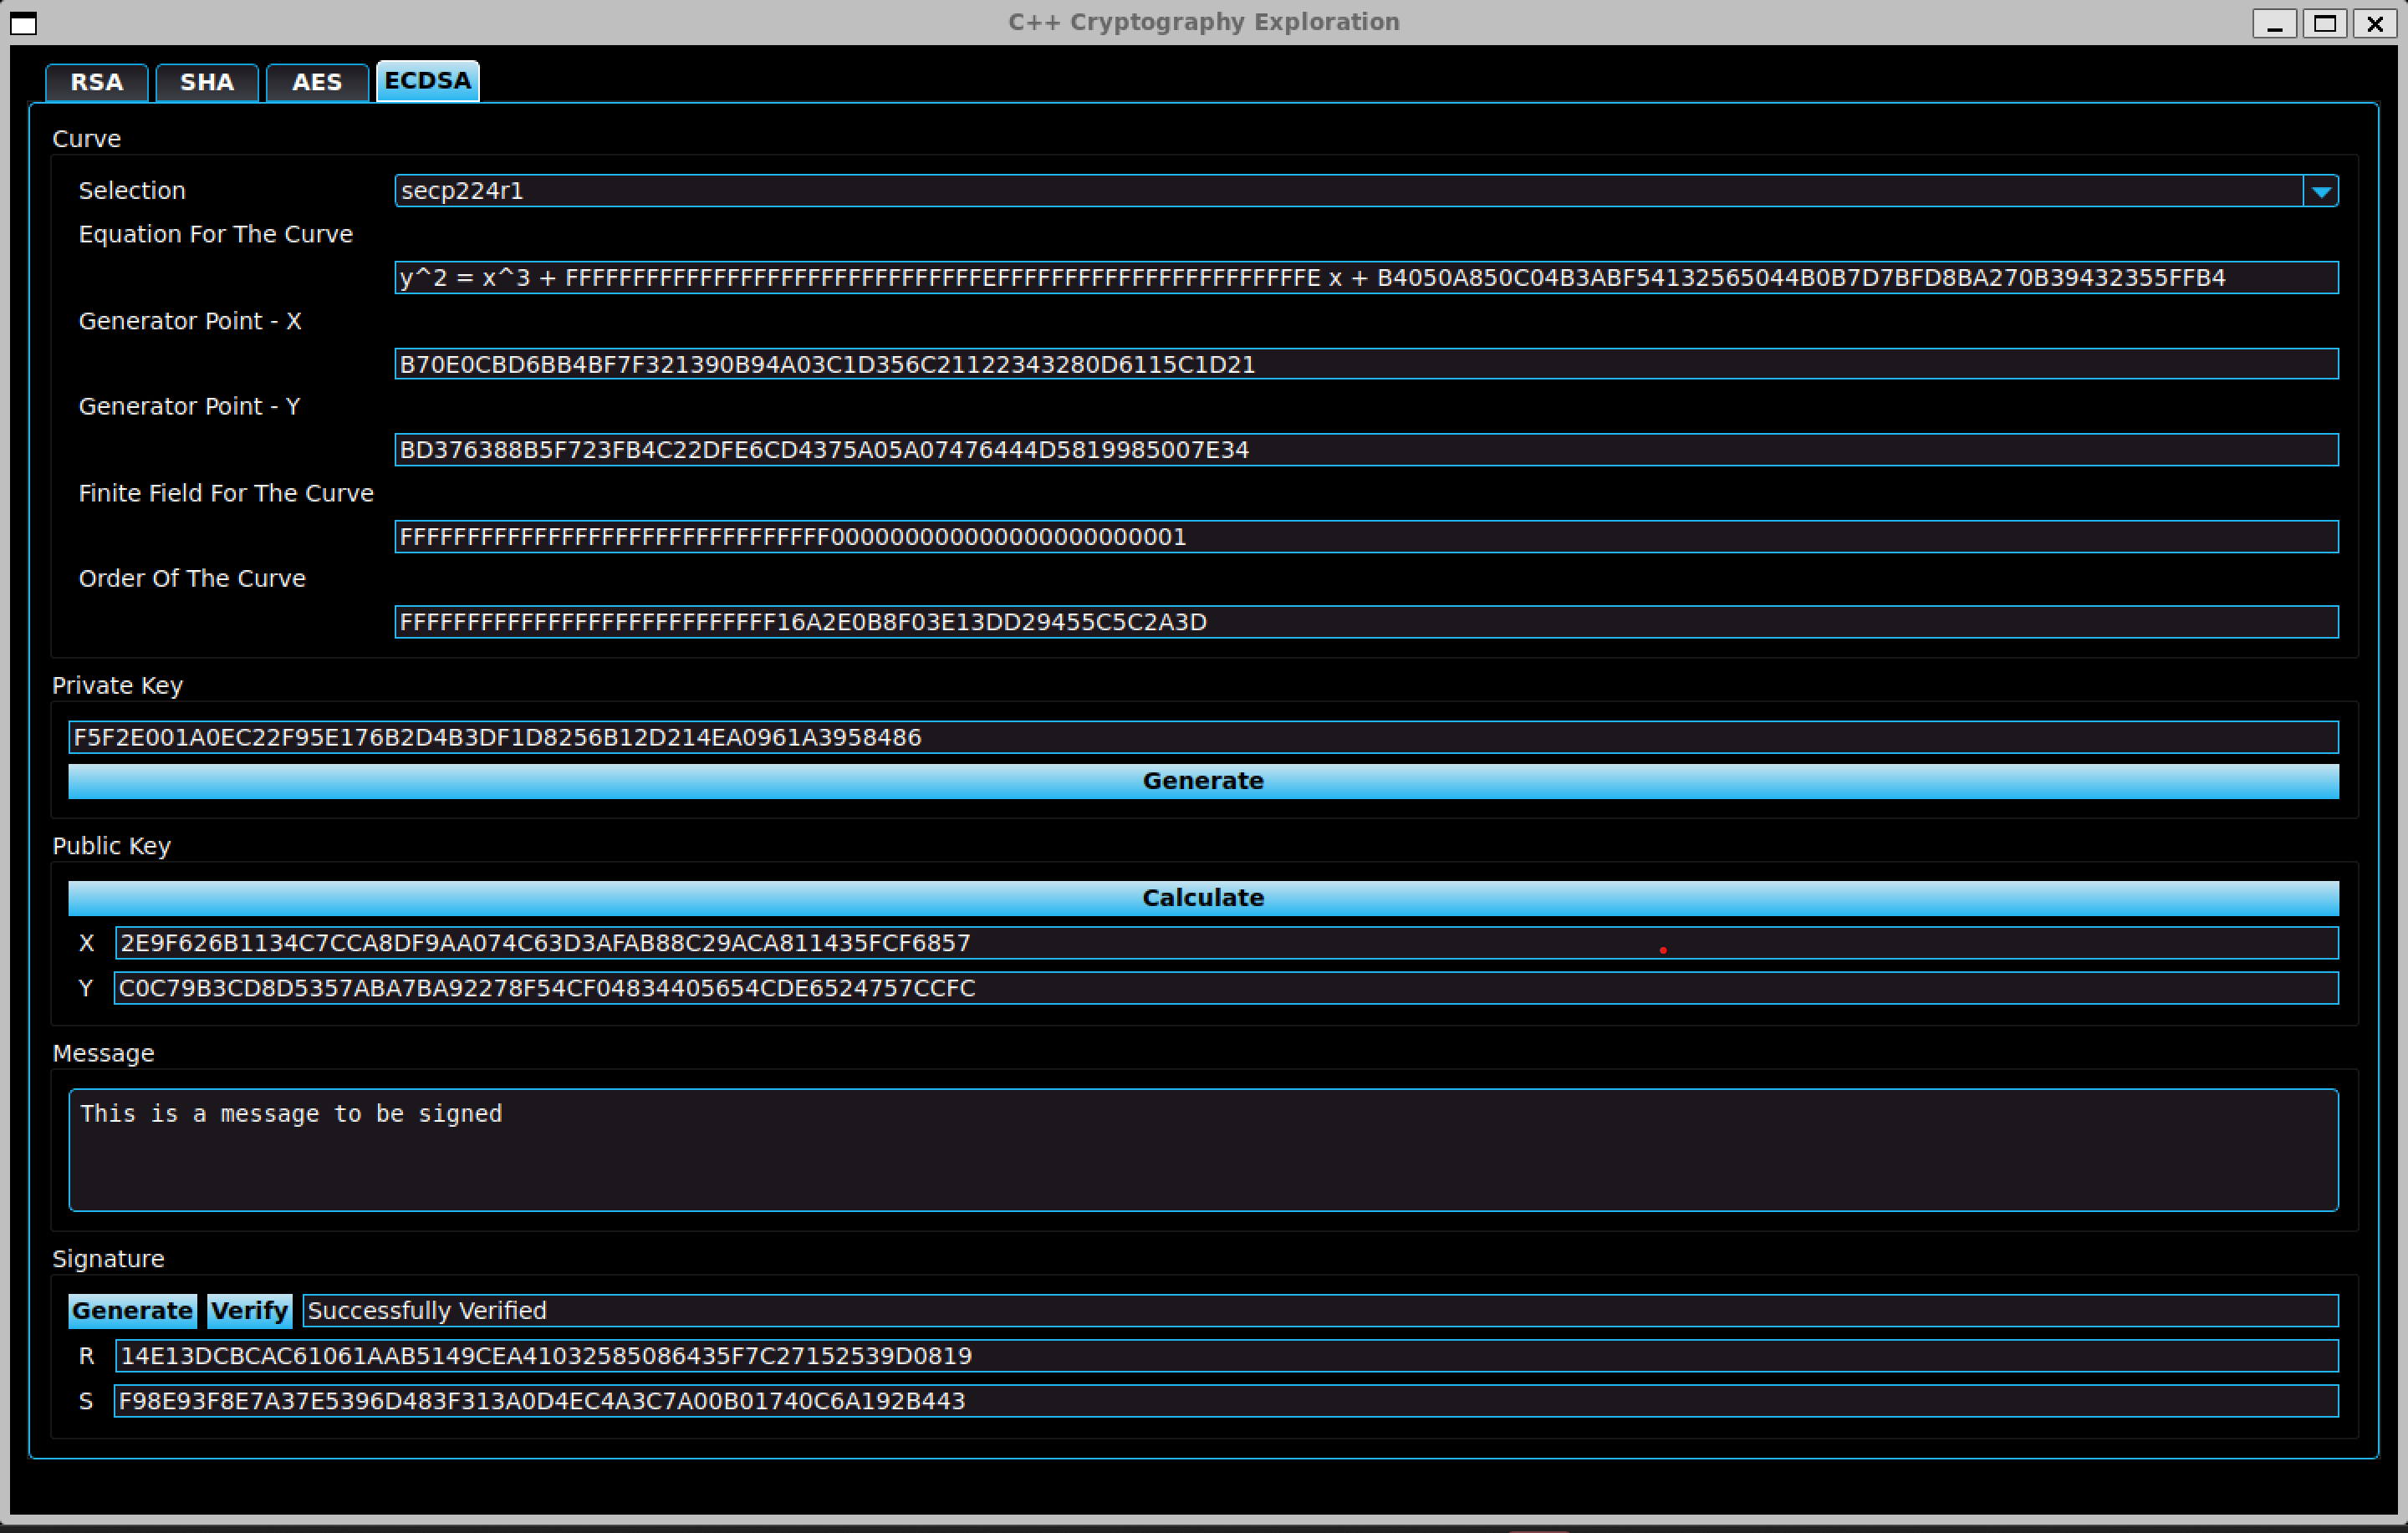 C++ Cryptography Exploration
RSA SHA AES ECDSA
Curve
Selection secp224r1
Equation For The Curve
y^2 = x^3 + FFFFFFFFFFFFFFFFFFFFFFFFFFFFFFFEFFFFFFFFFFFFFFFFFFFFFFFE x + B4050A850C04B3ABF54132565044B0B7D7BFD8BA270B39432355FFB4
Generator Point - X
B70E0CBD6BB4BF7F321390B94A03C1D356C21122343280D6115C1D21
Generator Point - Y
BD376388B5F723FB4C22DFE6CD4375A05A07476444D5819985007E34
Finite Field For The Curve
FFFFFFFFFFFFFFFFFFFFFFFFFFFFFFFF000000000000000000000001
Order Of The Curve
FFFFFFFFFFFFFFFFFFFFFFFFFFFF16A2E0B8F03E13DD29455C5C2A3D
Private Key
F5F2E001A0EC22F95E176B2D4B3DF1D8256B12D214EA0961A3958486
Generate
Public Key
Calculate
X 2E9F626B1134C7CCA8DF9AA074C63D3AFAB88C29ACA811435FCF6857
Y C0C79B3CD8D5357ABA7BA92278F54CF04834405654CDE6524757CCFC
Message
This is a message to be signed
Signature
Generate Verify Successfully Verified
R 14E13DCBCAC61061AAB5149CEA41032585086435F7C27152539D0819
S F98E93F8E7A37E5396D483F313A0D4EC4A3C7A00B01740C6A192B443